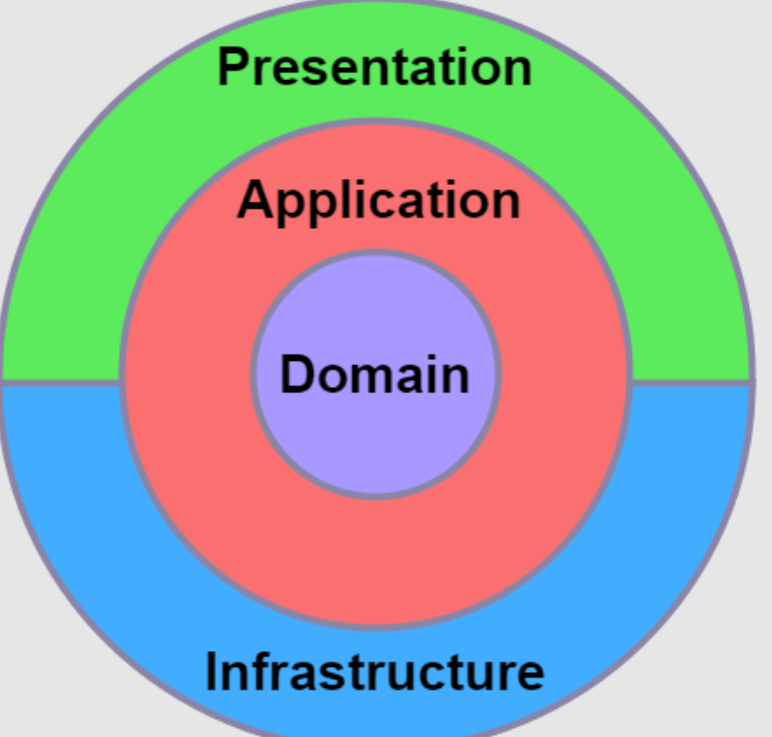 Presentation
Application
Domain
Infrastructure